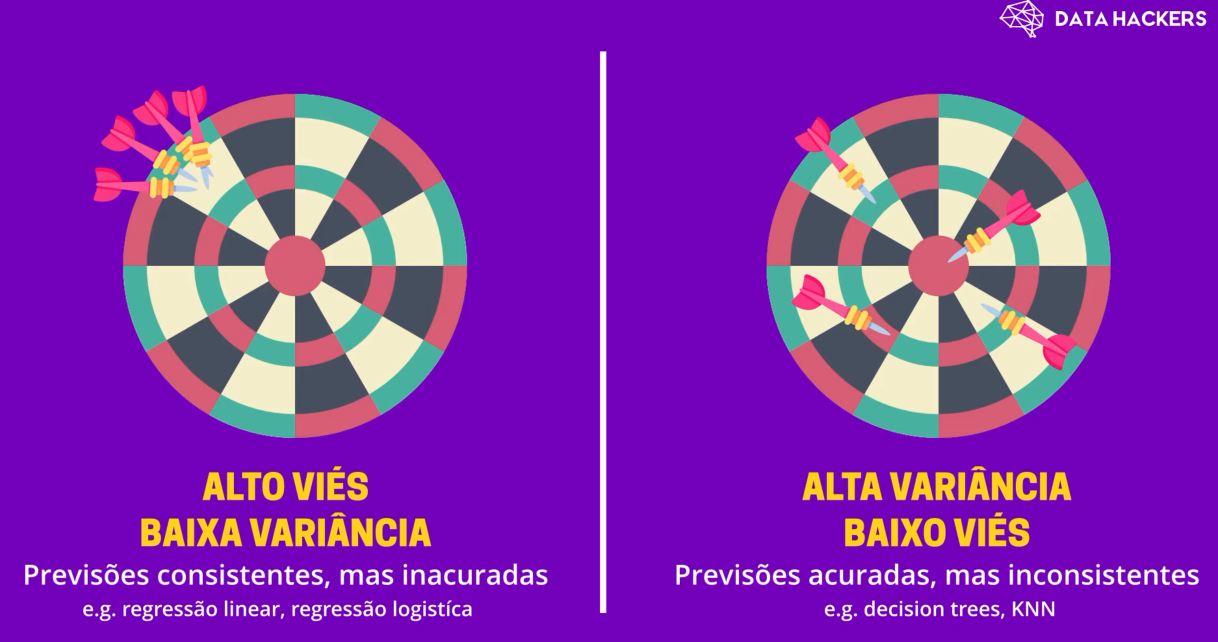 DATA HACKERS
ALTO VIÉS
BAIXA VARIÂNCIA
Previsões consistentes, mas inacuradas
e.g. regressão linear, regressão logistíca
ALTA VARIÂNCIA
BAIXO VIÉS
Previsões acuradas, mas inconsistentes
e.g. decision trees, KNN